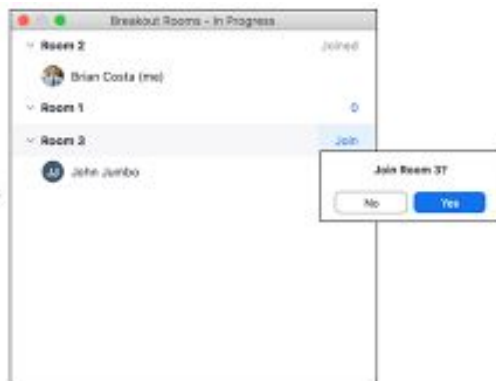 Breakout Rooms - In Progress
Room 2 Joined
Brian Costa (me)
Room 1 0
Room 3 Join
JJ John Jumbo
Join Room 3?
No Yes